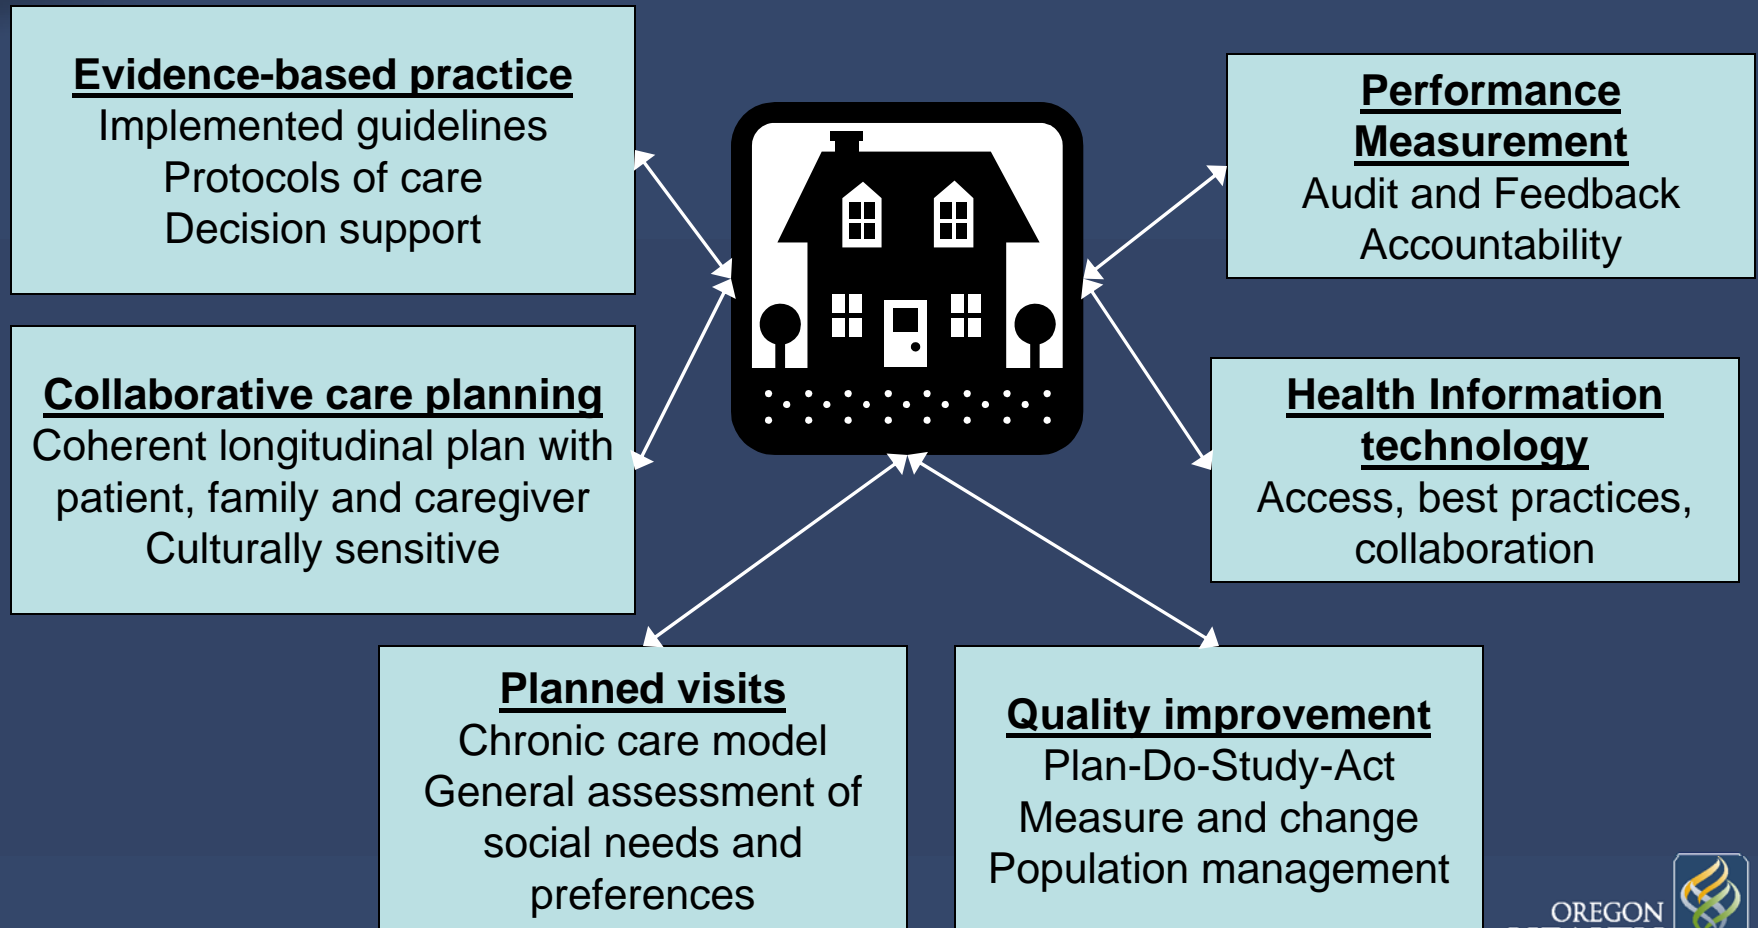 Evidence-based practice
Implemented guidelines
Protocols of care
Decision support
Performance
Measurement
Audit and Feedback
Accountability
Collaborative care planning
Coherent longitudinal plan with
patient, family and caregiver
Culturally sensitive
Health Information
technology
Access, best practices,
collaboration
Planned visits
Chronic care model
General assessment of
social needs and
preferences
Quality improvement
Plan-Do-Study-Act
Measure and change
Population management
OREGON